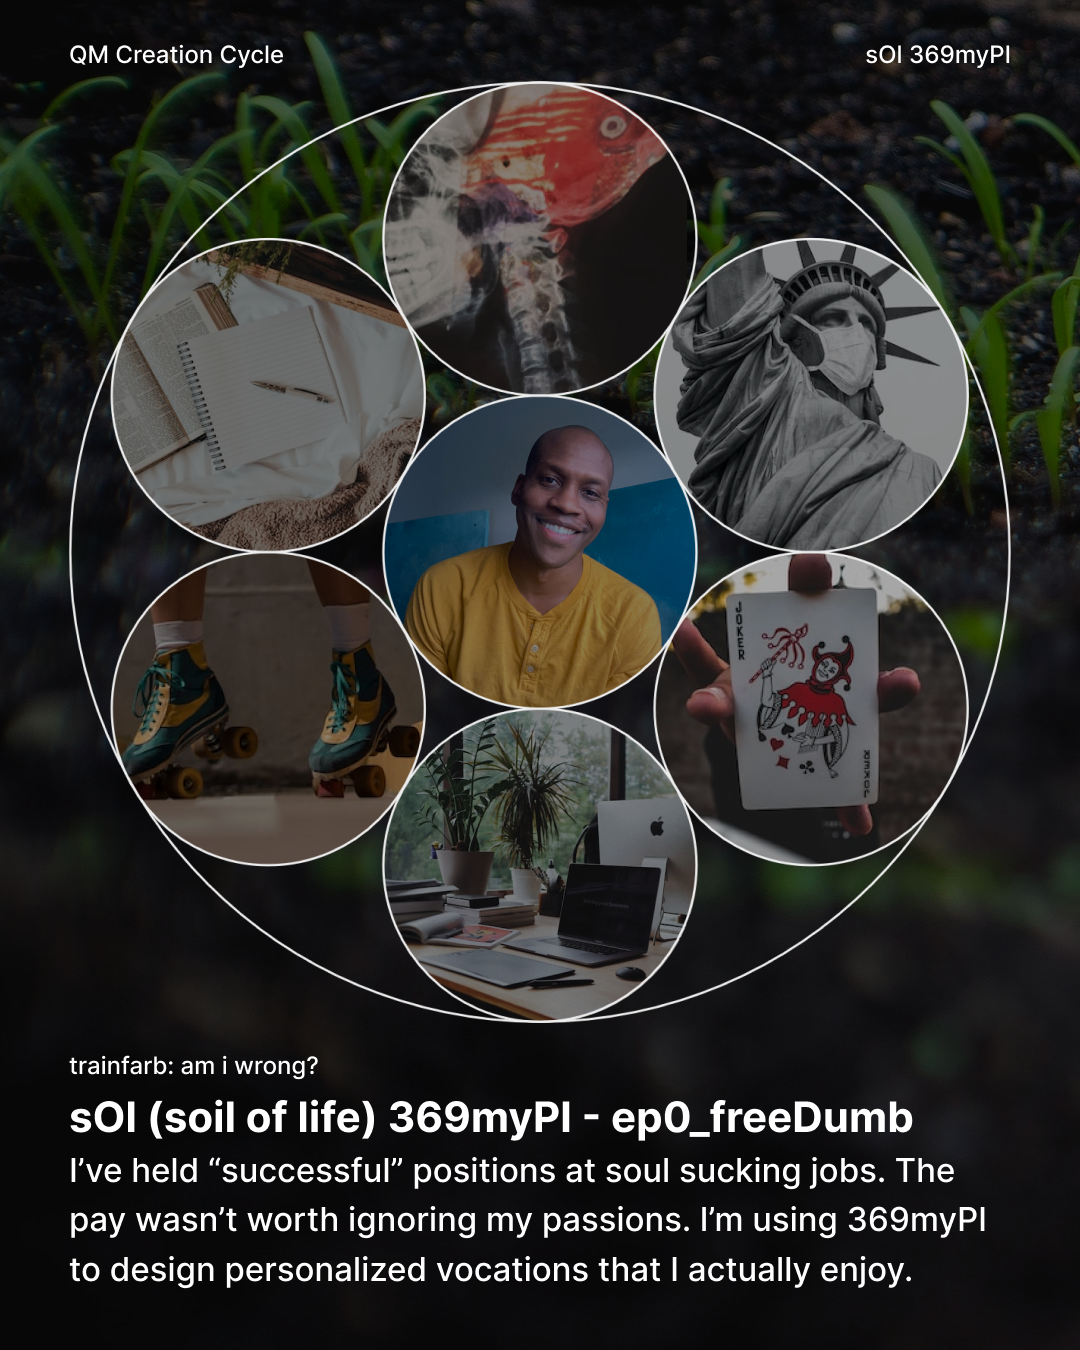 QM Creation Cycle
sOl 369myPI
JOKER
JOKER
trainfarb: am i wrong?
sOl (soil of life) 369myPI - ep0_freeDumb
I’ve held “successful” positions at soul sucking jobs. The
pay wasn’t worth ignoring my passions. I’m using 369myPI
to design personalized vocations that I actually enjoy.